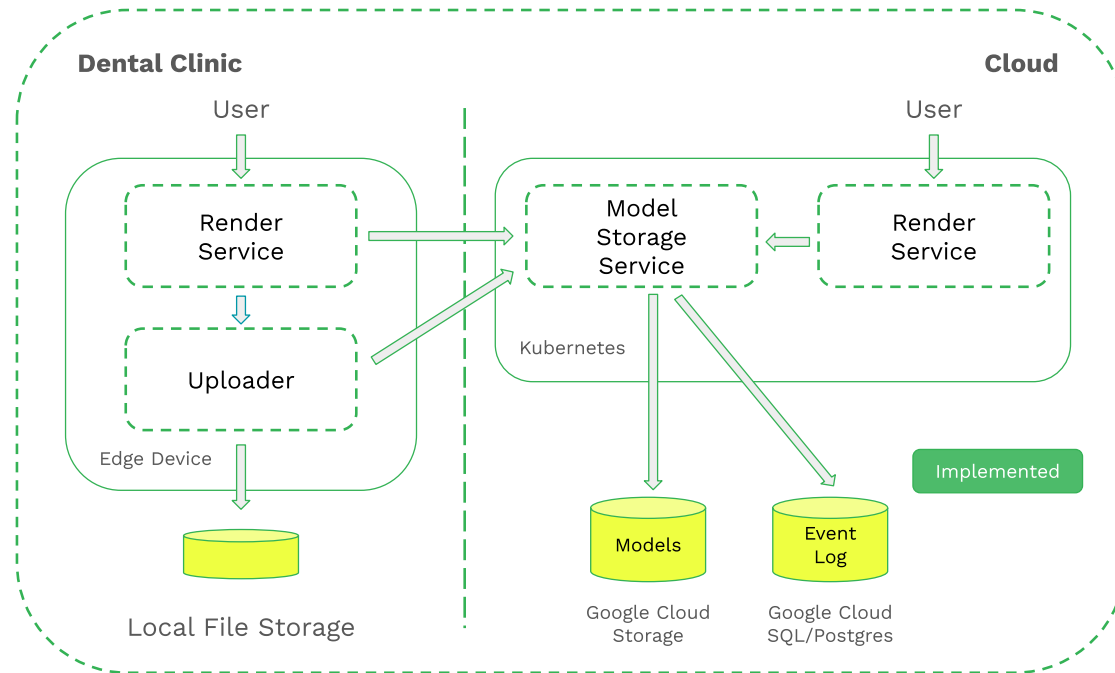 Dental Clinic
Cloud
User
User
Render
Service
Model
Storage
Service
Render
Service
Uploader
Kubernetes
Edge Device
Implemented
Models
Event
Log
Local File Storage
Google Cloud
Storage
Google Cloud
SQL/Postgres